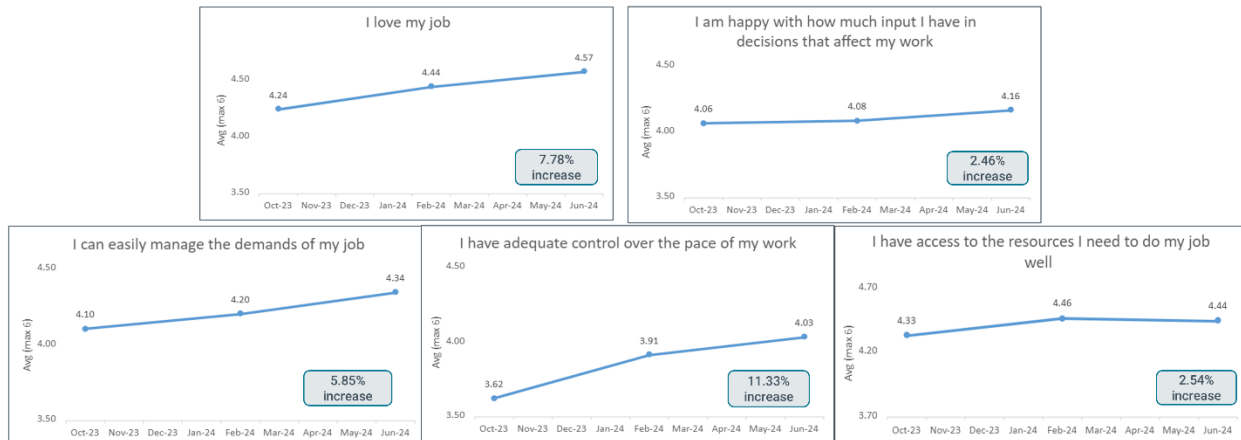 I love my job
4.50
4.00
3.50
Avg (max 6)
4.24
4.44
4.57
7.78%
increase
Oct-23 Nov-23 Dec-23 Jan-24 Feb-24 Mar-24 Apr-24 May-24 Jun-24
I am happy with how much input I have in
decisions that affect my work
4.50
4.00
3.50
Avg (max 6)
4.06
4.08
4.16
2.46%
increase
Oct-23 Nov-23 Dec-23 Jan-24 Feb-24 Mar-24 Apr-24 May-24 Jun-24
I can easily manage the demands of my job
4.50
4.00
3.50
Avg (max 6)
4.10
4.20
4.34
5.85%
increase
Oct-23 Nov-23 Dec-23 Jan-24 Feb-24 Mar-24 Apr-24 May-24 Jun-24
I have adequate control over the pace of my work
4.50
4.00
3.50
Avg (max 6)
3.62
3.91
4.03
11.33%
increase
Oct-23 Nov-23 Dec-23 Jan-24 Feb-24 Mar-24 Apr-24 May-24 Jun-24
I have access to the resources I need to do my job
well
4.70
4.20
3.70
Avg (max 6)
4.33
4.46
4.44
2.54%
increase
Oct-23 Nov-23 Dec-23 Jan-24 Feb-24 Mar-24 Apr-24 May-24 Jun-24